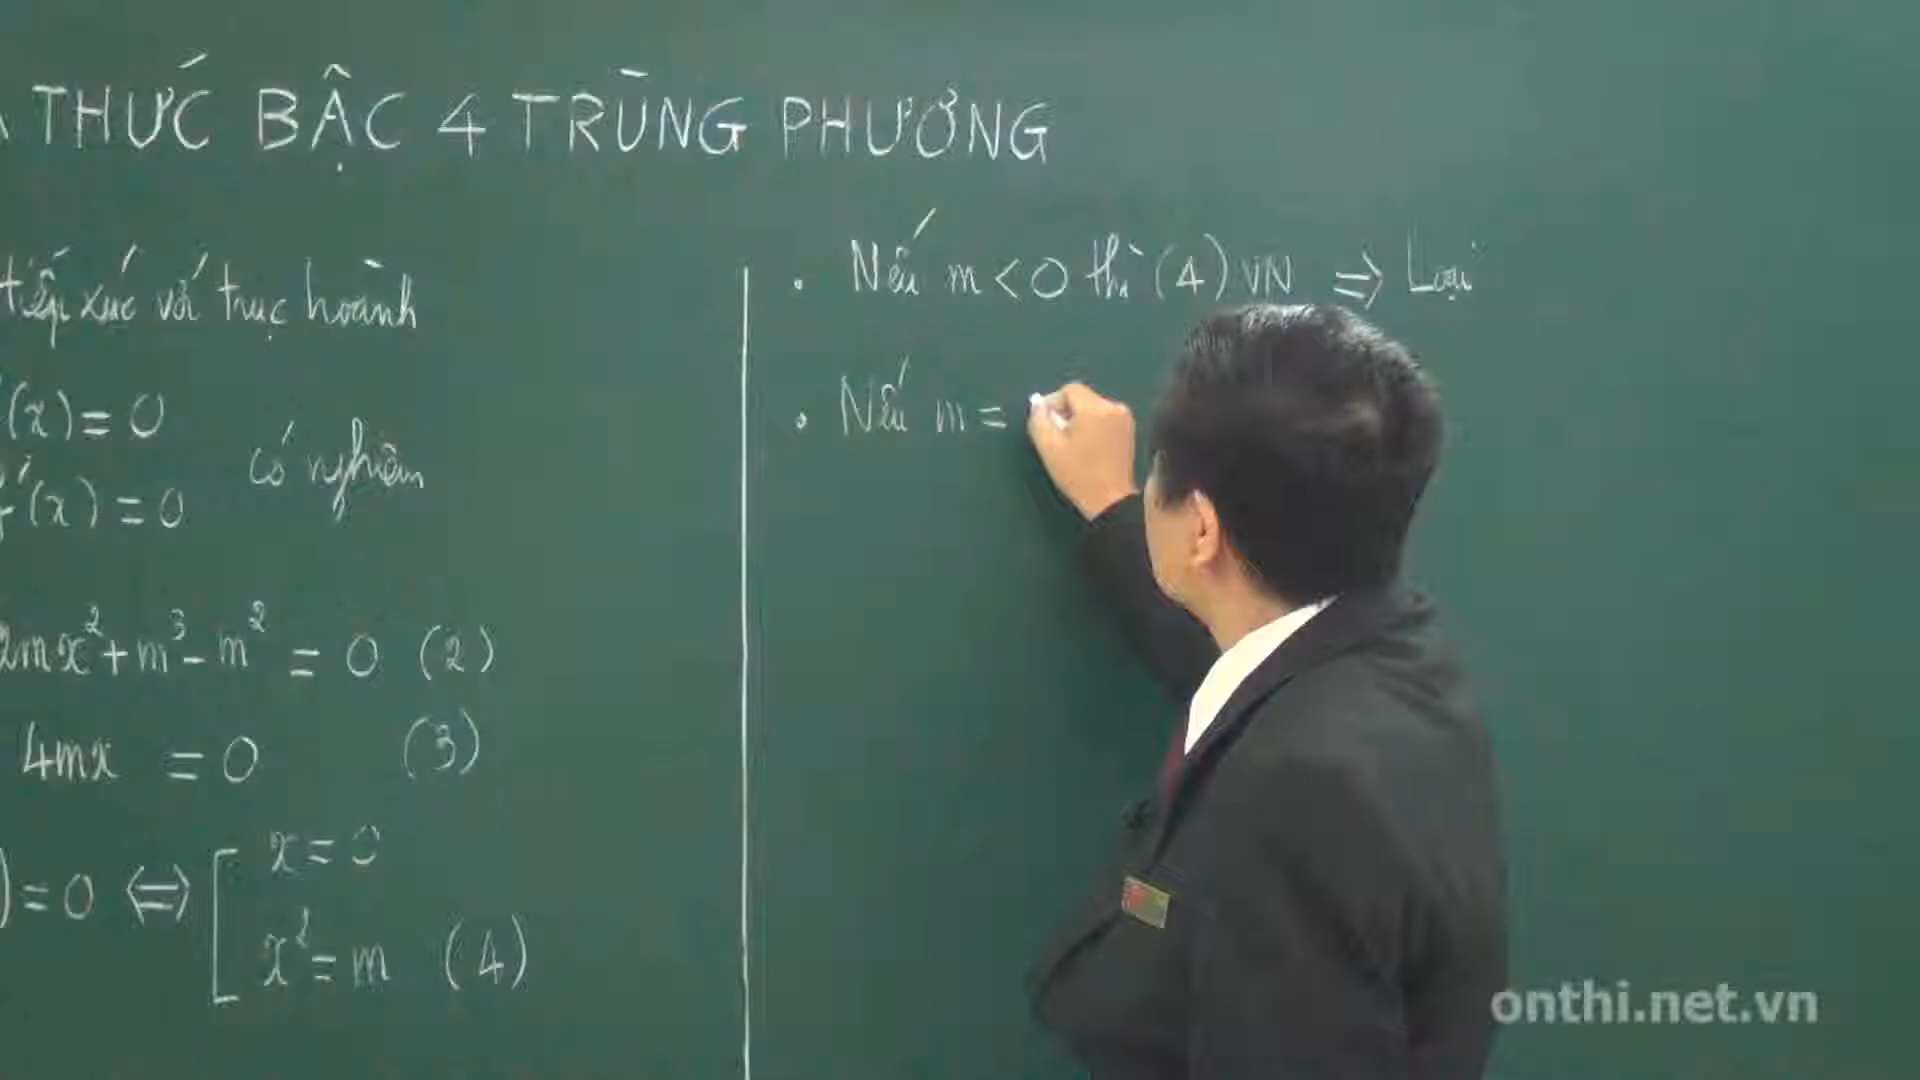 THỨC BẬC 4 TRÙNG PHƯƠNG
tiếp xúc với trục hoành
(x) = 0
f'(x) = 0
có nghiệm
2mx² + m³ - m² = 0 (2)
4mx = 0 (3)
) = 0 ⇔ [ x = 0
x² = m (4)
• Nếu m < 0 thì (4) VN ⇒ Loại
• Nếu m =
onthi.net.vn